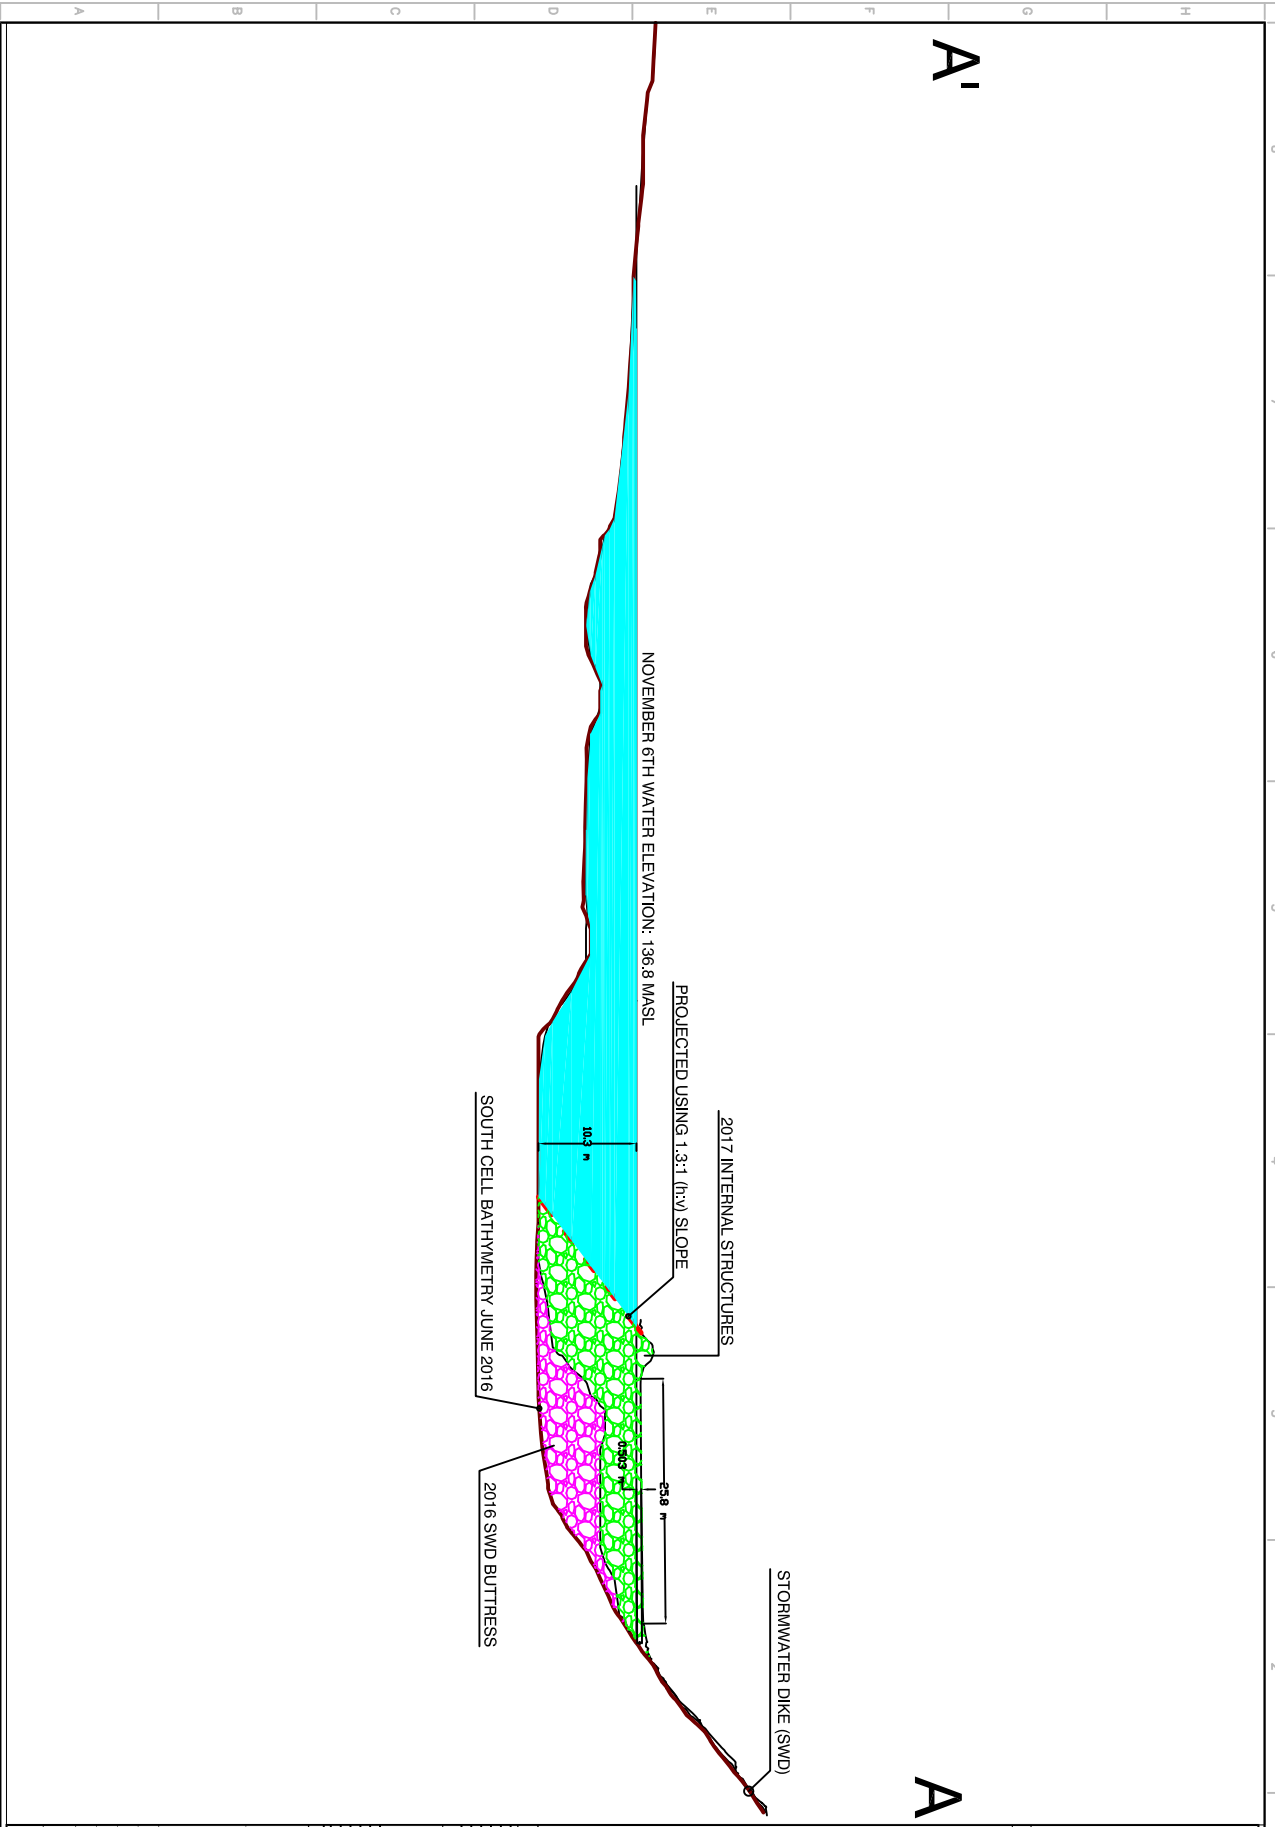 A'
A
STORMWATER DIKE (SWD)
2017 INTERNAL STRUCTURES
PROJECTED USING 1.3:1 (h:v) SLOPE
NOVEMBER 6TH WATER ELEVATION: 136.8 MASL
25.8 m
0.503 m
10.3 m
SOUTH CELL BATHYMETRY JUNE 2016
2016 SWD BUTTRESS
A
B
C
D
E
F
G
H